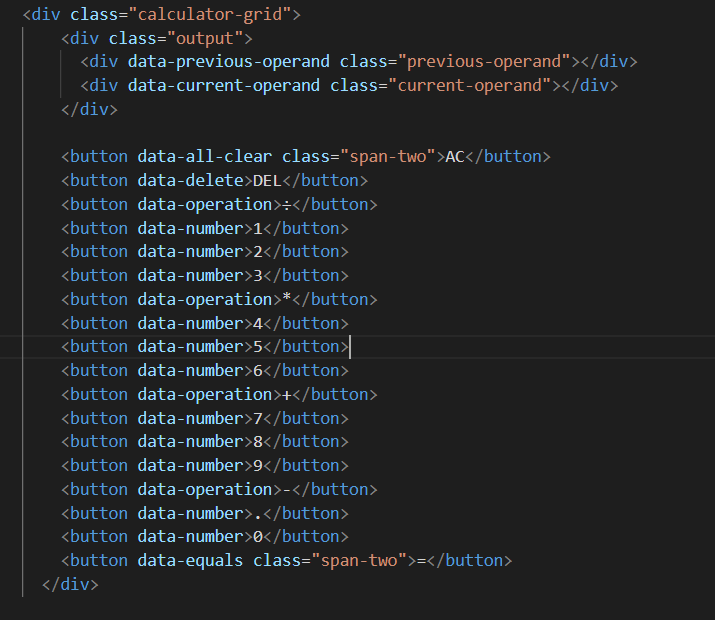 <div class="calculator-grid">
<div class="output">
<div data-previous-operand class="previous-operand"></div>
<div data-current-operand class="current-operand"></div>
</div>
<button data-all-clear class="span-two">AC</button>
<button data-delete>DEL</button>
<button data-operation>÷</button>
<button data-number>1</button>
<button data-number>2</button>
<button data-number>3</button>
<button data-operation>*</button>
<button data-number>4</button>
<button data-number>5</button>
<button data-number>6</button>
<button data-operation>+</button>
<button data-number>7</button>
<button data-number>8</button>
<button data-number>9</button>
<button data-operation>-</button>
<button data-number>.</button>
<button data-number>0</button>
<button data-equals class="span-two">=</button>
</div>